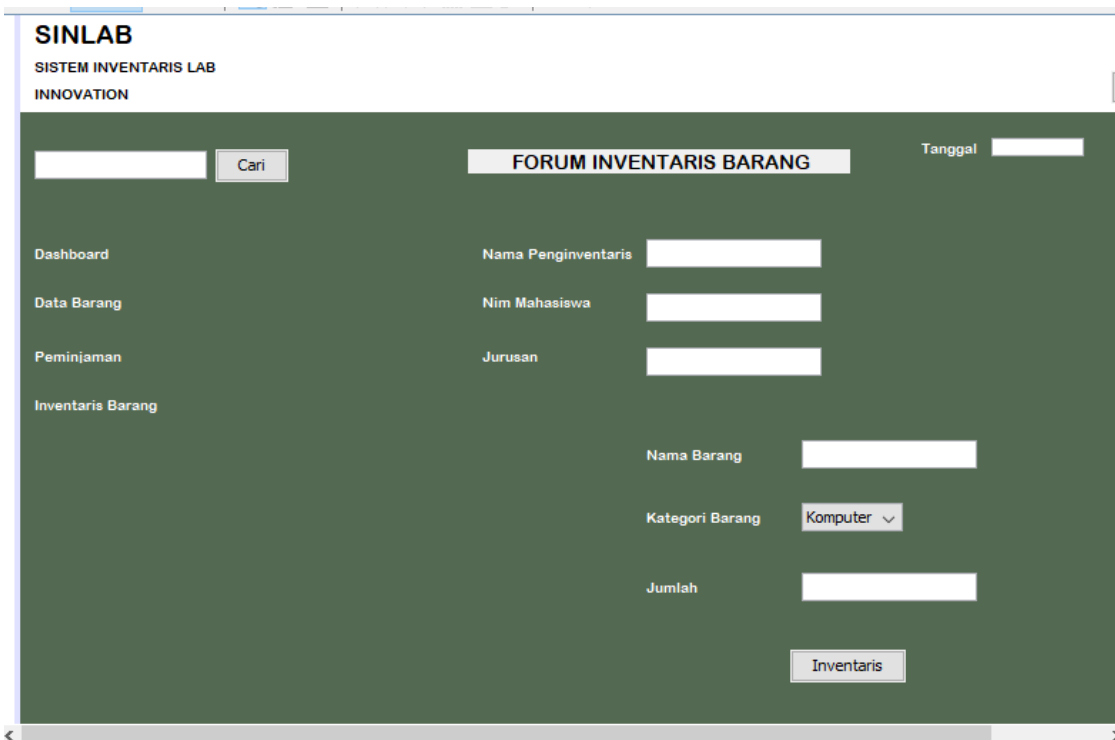 SINLAB
SISTEM INVENTARIS LAB
INNOVATION
Cari
FORUM INVENTARIS BARANG
Tanggal
Dashboard
Data Barang
Peminjaman
Inventaris Barang
Nama Penginventaris
Nim Mahasiswa
Jurusan
Nama Barang
Kategori Barang
Komputer
Jumlah
Inventaris